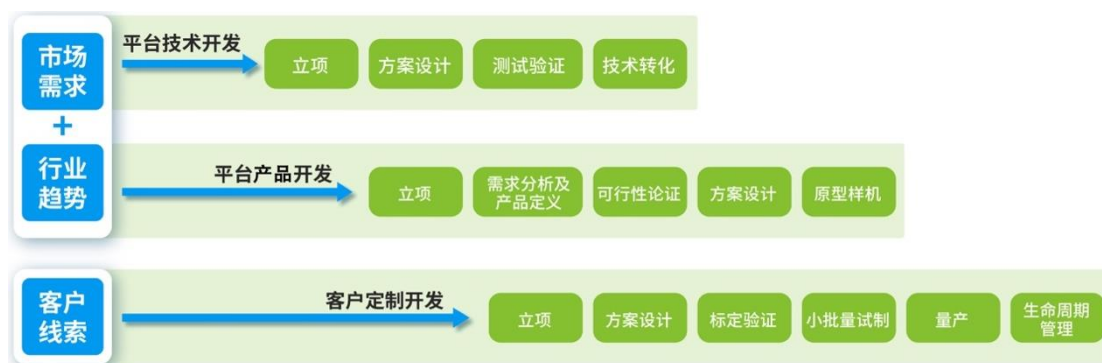 市场
需求
+
行业
趋势
平台技术开发
立项
方案设计
测试验证
技术转化
平台产品开发
立项
需求分析及
产品定义
可行性论证
方案设计
原型样机
客户
线索
客户定制开发
立项
方案设计
标定验证
小批量试制
量产
生命周期
管理